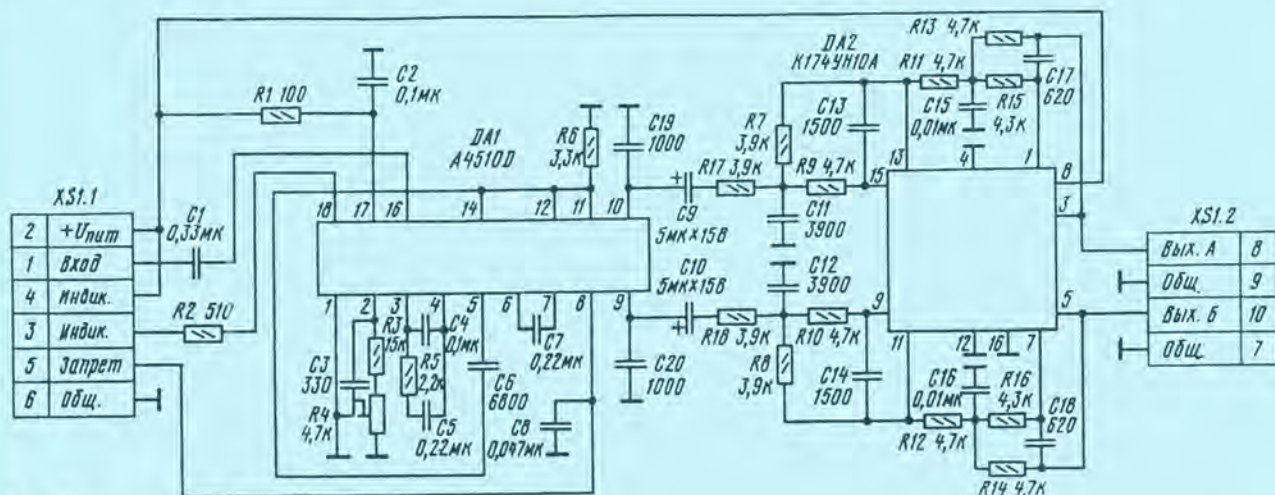 R13 4,7к
DA2
К174УН10А
R11 4,7к
C17
620
C2
0,1мк
R1 100
C15
0,01мк
R15
4,3к
C13
1500
R7
3,9к
C19
1000
R6
3,3к
DA1
A4510D
R17 3,9к
R9 4,7к
13
4
1
15
8
3
XS1.1
C1
0,33мк
18
17
16
14
12
11
10
C9
5мк×15В
C11
3900
XS1.2
2 +Uпит
1 Вход
4 Индик.
3 Индик.
5 Запрет
6 Общ.
Вых. А 8
Общ. 9
Вых. Б 10
Общ. 7
R2 510
C10
5мк×15В
C12
3900
1
2
3
4
5
6
7
8
9
9
5
11
12
16
7
R3
15к
C4
0,1мк
C7
0,22мк
R18 3,9к
R10 4,7к
C3
330
R5
2,2к
C6
6800
C20
1000
R8
3,9к
C14
1500
C16
0,01мк
R16
4,3к
R4
4,7к
C5
0,22мк
C8
0,047мк
C18
620
R12 4,7к
R14 4,7к